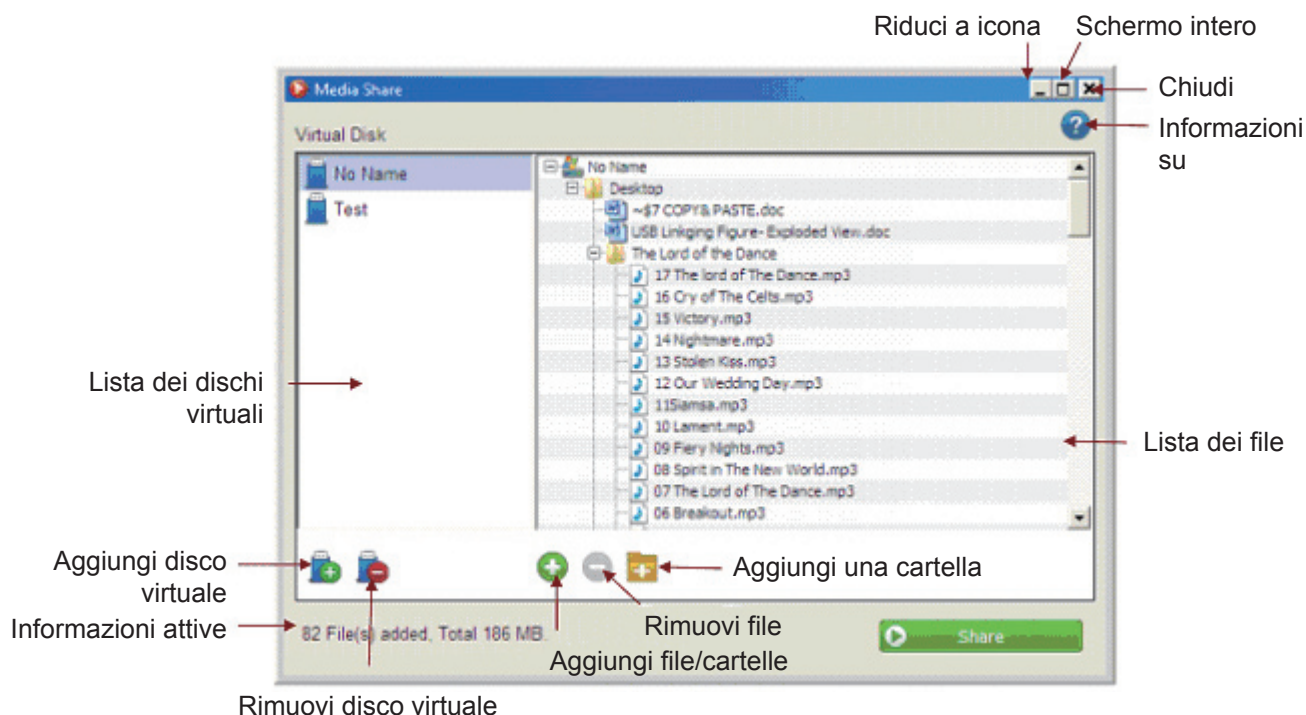 Riduci a icona
Schermo intero
Media Share
Chiudi
Virtual Disk
Informazioni
su
No Name
Test
No Name
Desktop
~$7 COPY& PASTE.doc
USB Linkging Figure- Exploded View.doc
The Lord of the Dance
17 The lord of The Dance.mp3
16 Cry of The Celts.mp3
15 Victory.mp3
14 Nightmare.mp3
13 Stolen Kiss.mp3
12 Our Wedding Day.mp3
11Siamsa.mp3
10 Lament.mp3
09 Fiery Nights.mp3
08 Spirit in The New World.mp3
07 The Lord of The Dance.mp3
06 Breakout.mp3
Lista dei dischi
virtuali
Lista dei file
Aggiungi disco
virtuale
Aggiungi una cartella
Informazioni attive
82 File(s) added, Total 186 MB.
Rimuovi file
Aggiungi file/cartelle
Share
Rimuovi disco virtuale